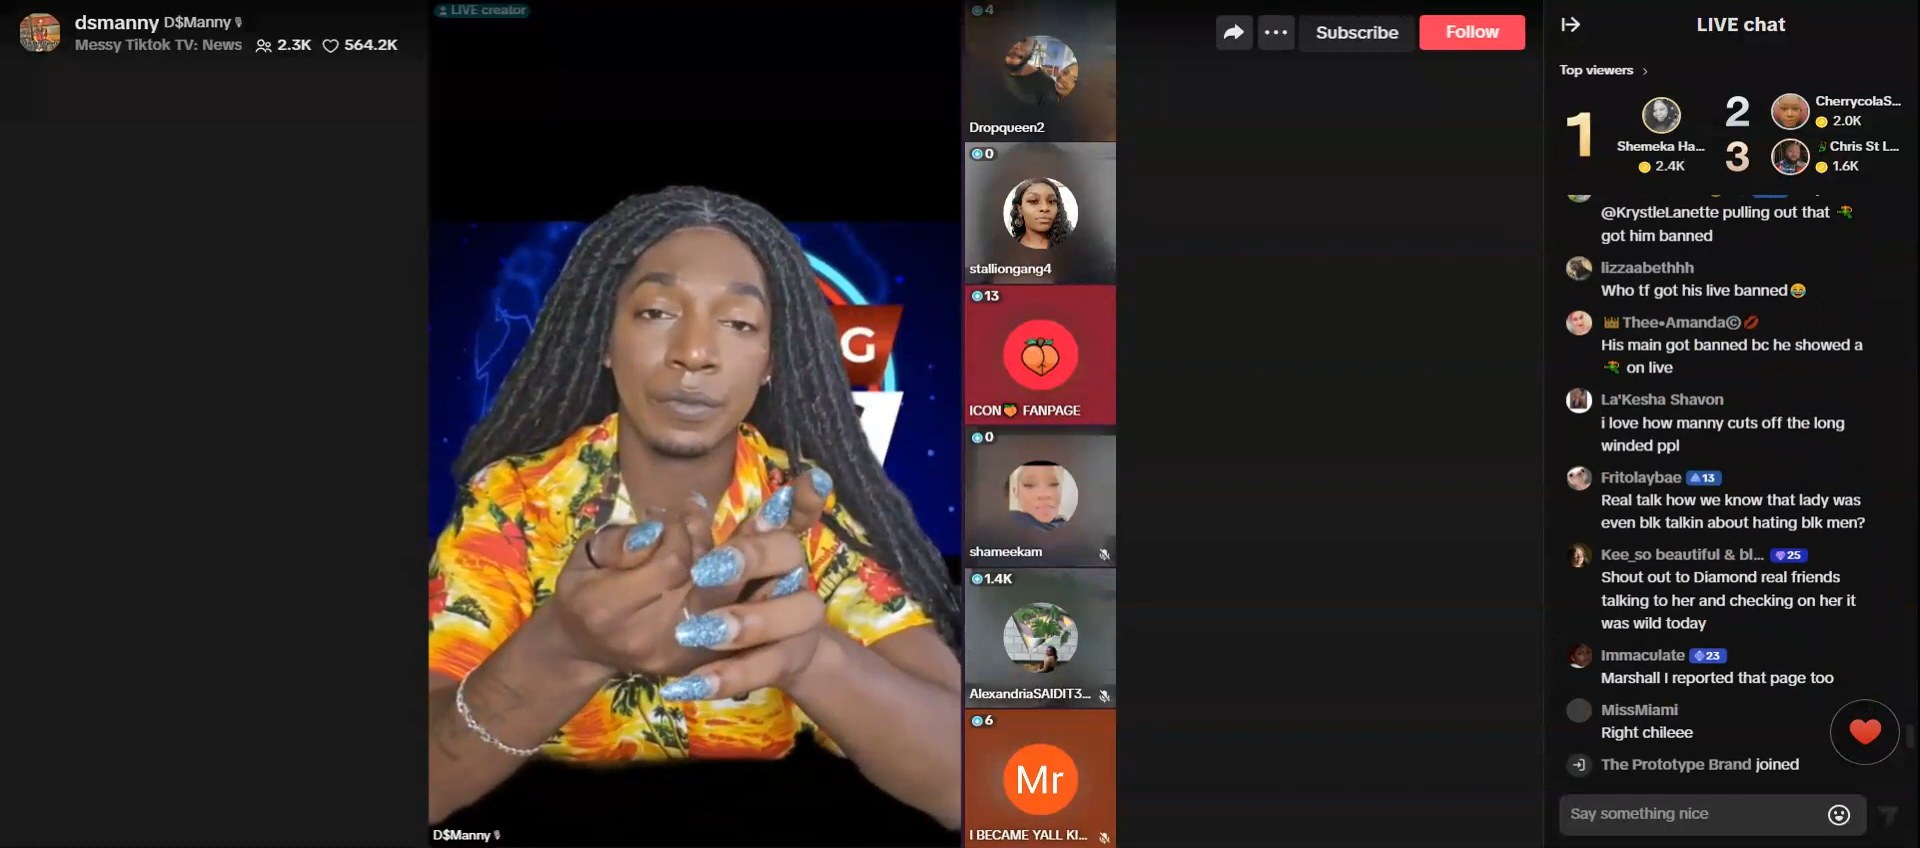 dsmanny D$Manny🎙
Messy Tiktok TV: News 2.3K 564.2K
LIVE creator
G
D$Manny🎙
4
Dropqueen2
0
stalliongang4
13
ICON🍑 FANPAGE
0
shameekam
1.4K
AlexandriaSAIDIT3...
6
Mr
I BECAME YALL KI...
Subscribe
Follow
LIVE chat
Top viewers >
1
Shemeka Ha...
2.4K
2
CherrycolaS...
2.0K
3
Chris St L...
1.6K
@KrystleLanette pulling out that 🔫
got him banned
lizzaabethhh
Who tf got his live banned😂
👑Thee•Amanda©💋
His main got banned bc he showed a
🔫 on live
La'Kesha Shavon
i love how manny cuts off the long
winded ppl
Fritolaybae 13
Real talk how we know that lady was
even blk talkin about hating blk men?
Kee_so beautiful & bl... 25
Shout out to Diamond real friends
talking to her and checking on her it
was wild today
Immaculate 23
Marshall I reported that page too
MissMiami
Right chileee
The Prototype Brand joined
Say something nice